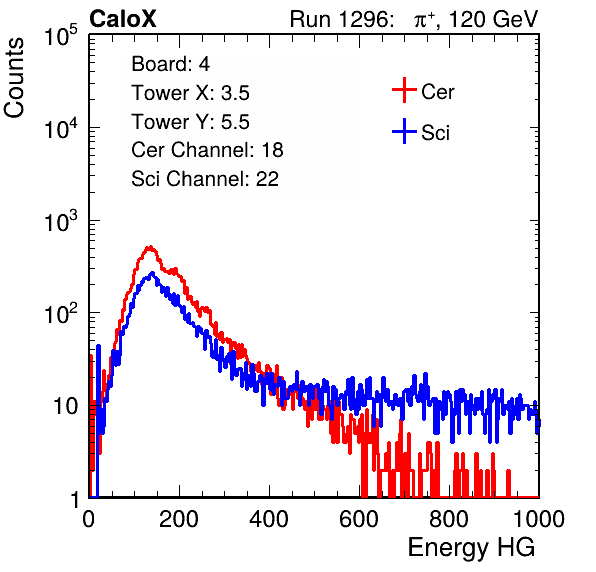 CaloX Run 1296: π⁺, 120 GeV
Counts
10⁵
10⁴
10³
10²
10
1
Board: 4
Tower X: 3.5
Tower Y: 5.5
Cer Channel: 18
Sci Channel: 22
Cer
Sci
0 200 400 600 800 1000
Energy HG